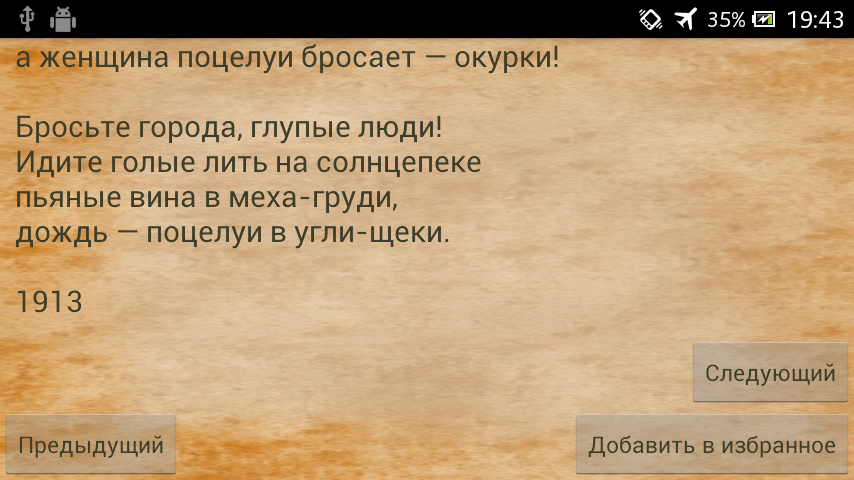 35% 19:43
а женщина поцелуи бросает — окурки!
Бросьте города, глупые люди!
Идите голые лить на солнцепеке
пьяные вина в меха-груди,
дождь — поцелуи в угли-щеки.
1913
Следующий
Предыдущий
Добавить в избранное